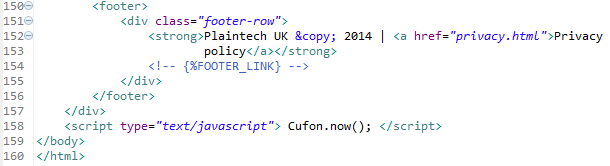 150 <footer>
151 <div class="footer-row">
152 <strong>Plaintech UK &copy; 2014 | <a href="privacy.html">Privacy
153 policy</a></strong>
154 <!-- {%FOOTER_LINK} -->
155 </div>
156 </footer>
157 </div>
158 <script type="text/javascript"> Cufon.now(); </script>
159 </body>
160 </html>